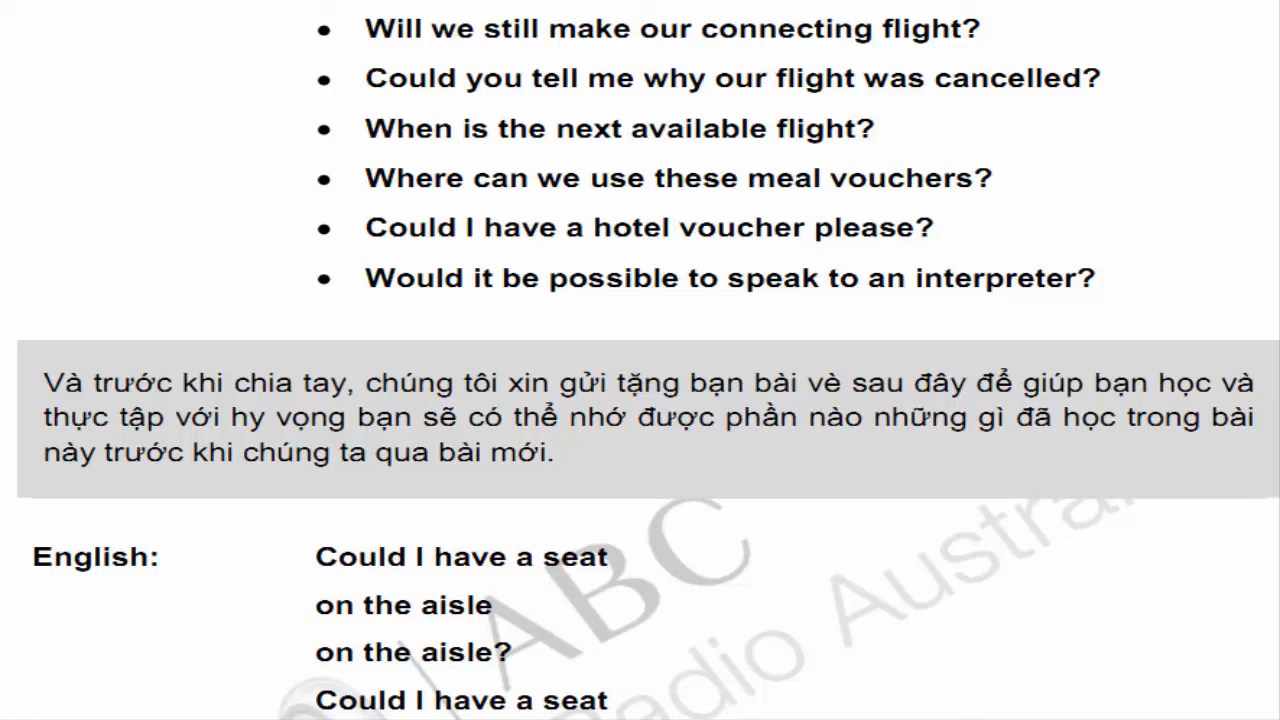 • Will we still make our connecting flight?
• Could you tell me why our flight was cancelled?
• When is the next available flight?
• Where can we use these meal vouchers?
• Could I have a hotel voucher please?
• Would it be possible to speak to an interpreter?
Và trước khi chia tay, chúng tôi xin gửi tặng bạn bài vè sau đây để giúp bạn học và
thực tập với hy vọng bạn sẽ có thể nhớ được phần nào những gì đã học trong bài
này trước khi chúng ta qua bài mới.
English: Could I have a seat
on the aisle
on the aisle?
Could I have a seat
ABC
Radio Australia